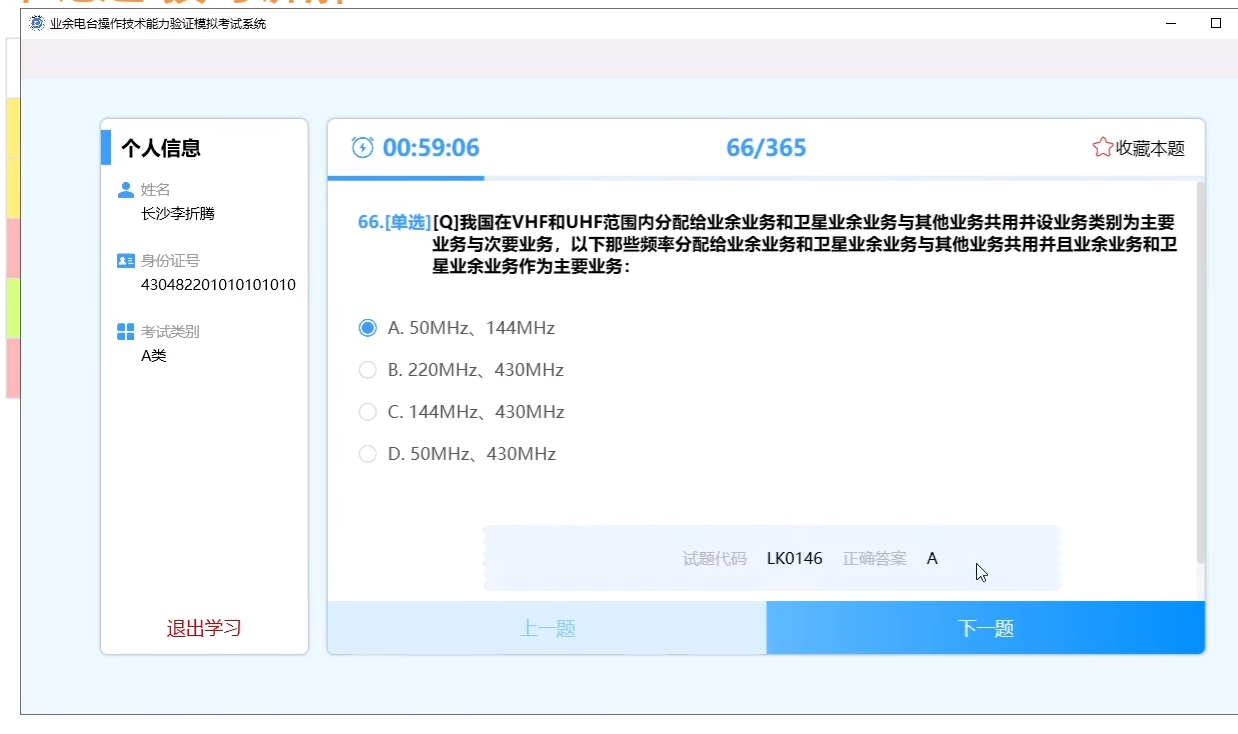 业余电台操作技术能力验证模拟考试系统
个人信息
姓名
长沙李折腾
身份证号
430482201010101010
考试类别
A类
退出学习
00:59:06
66/365
收藏本题
66.[单选][Q]我国在VHF和UHF范围内分配给业余业务和卫星业余业务与其他业务共用并设业务类别为主要
业务与次要业务，以下那些频率分配给业余业务和卫星业余业务与其他业务共用并且业余业务和卫
星业余业务作为主要业务：
A. 50MHz、144MHz
B. 220MHz、430MHz
C. 144MHz、430MHz
D. 50MHz、430MHz
试题代码 LK0146 正确答案 A
上一题
下一题